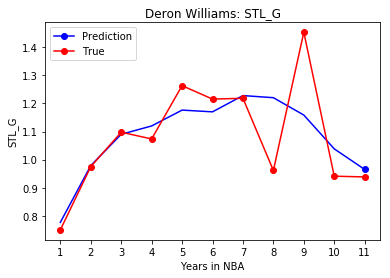 Deron Williams: STL_G
Prediction
True
STL_G
1.4
1.3
1.2
1.1
1.0
0.9
0.8
1 2 3 4 5 6 7 8 9 10 11
Years in NBA